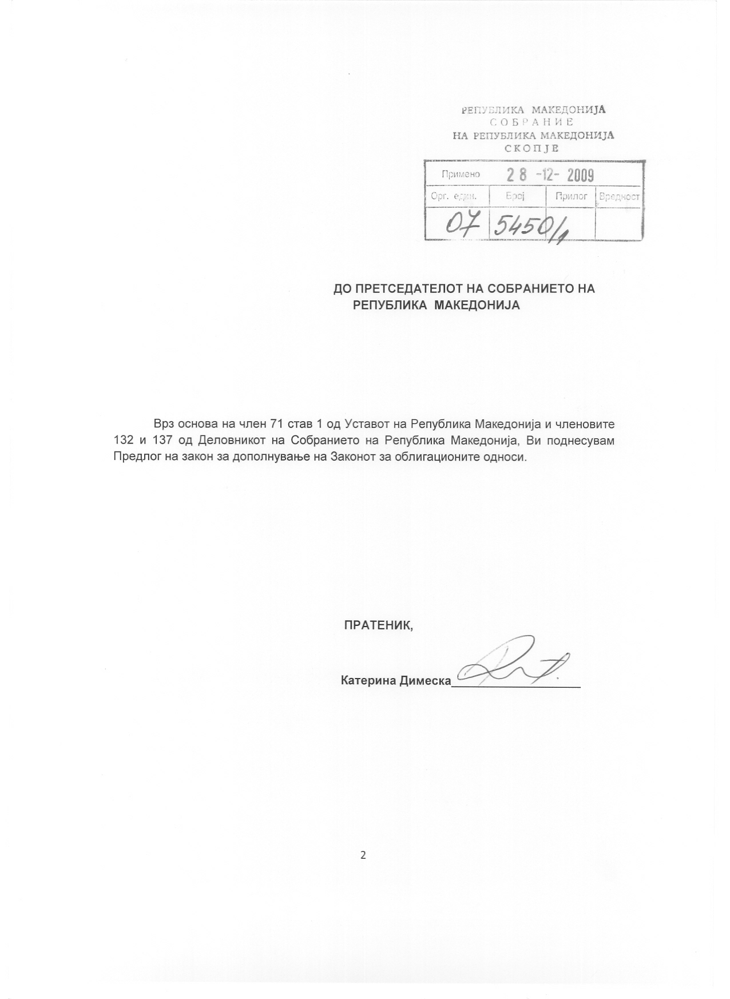 РЕПУБЛИКА МАКЕДОНИЈА
СОБРАНИЕ
НА РЕПУБЛИКА МАКЕДОНИЈА
СКОПЈЕ
Примено 28 -12- 2009
Орг. един. Број Прилог Вредност
07 5450/1
ДО ПРЕТСЕДАТЕЛОТ НА СОБРАНИЕТО НА
РЕПУБЛИКА МАКЕДОНИЈА
Врз основа на член 71 став 1 од Уставот на Република Македонија и членовите
132 и 137 од Деловникот на Собранието на Република Македонија, Ви поднесувам
Предлог на закон за дополнување на Законот за облигационите односи.
ПРАТЕНИК,
Катерина Димеска
2